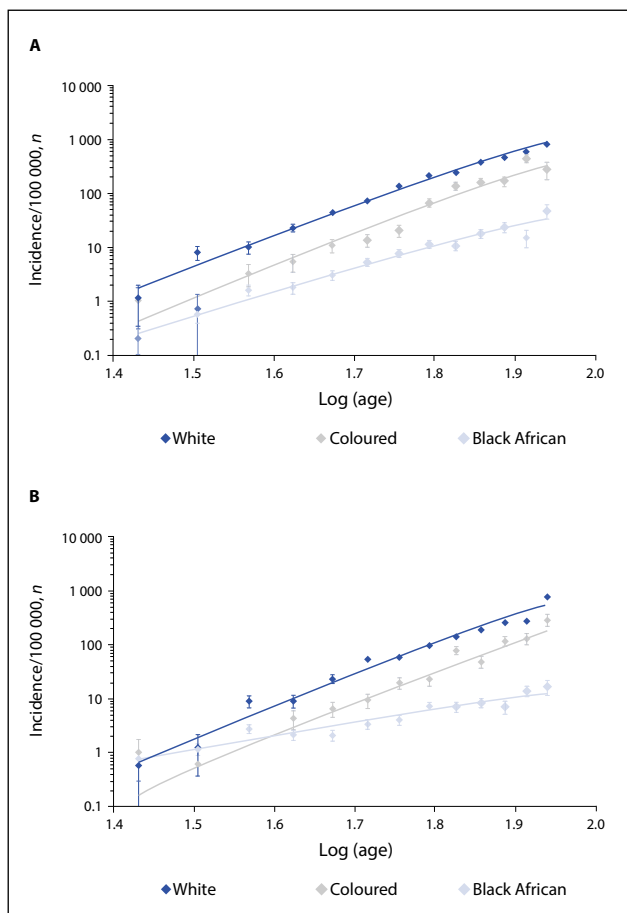 A
10 000
1 000
100
10
1
0.1
Incidence/100 000, n
1.4 1.5 1.6 1.7 1.8 1.9 2.0
Log (age)
White Coloured Black African
B
10 000
1 000
100
10
1
0.1
Incidence/100 000, n
1.4 1.5 1.6 1.7 1.8 1.9 2.0
Log (age)
White Coloured Black African